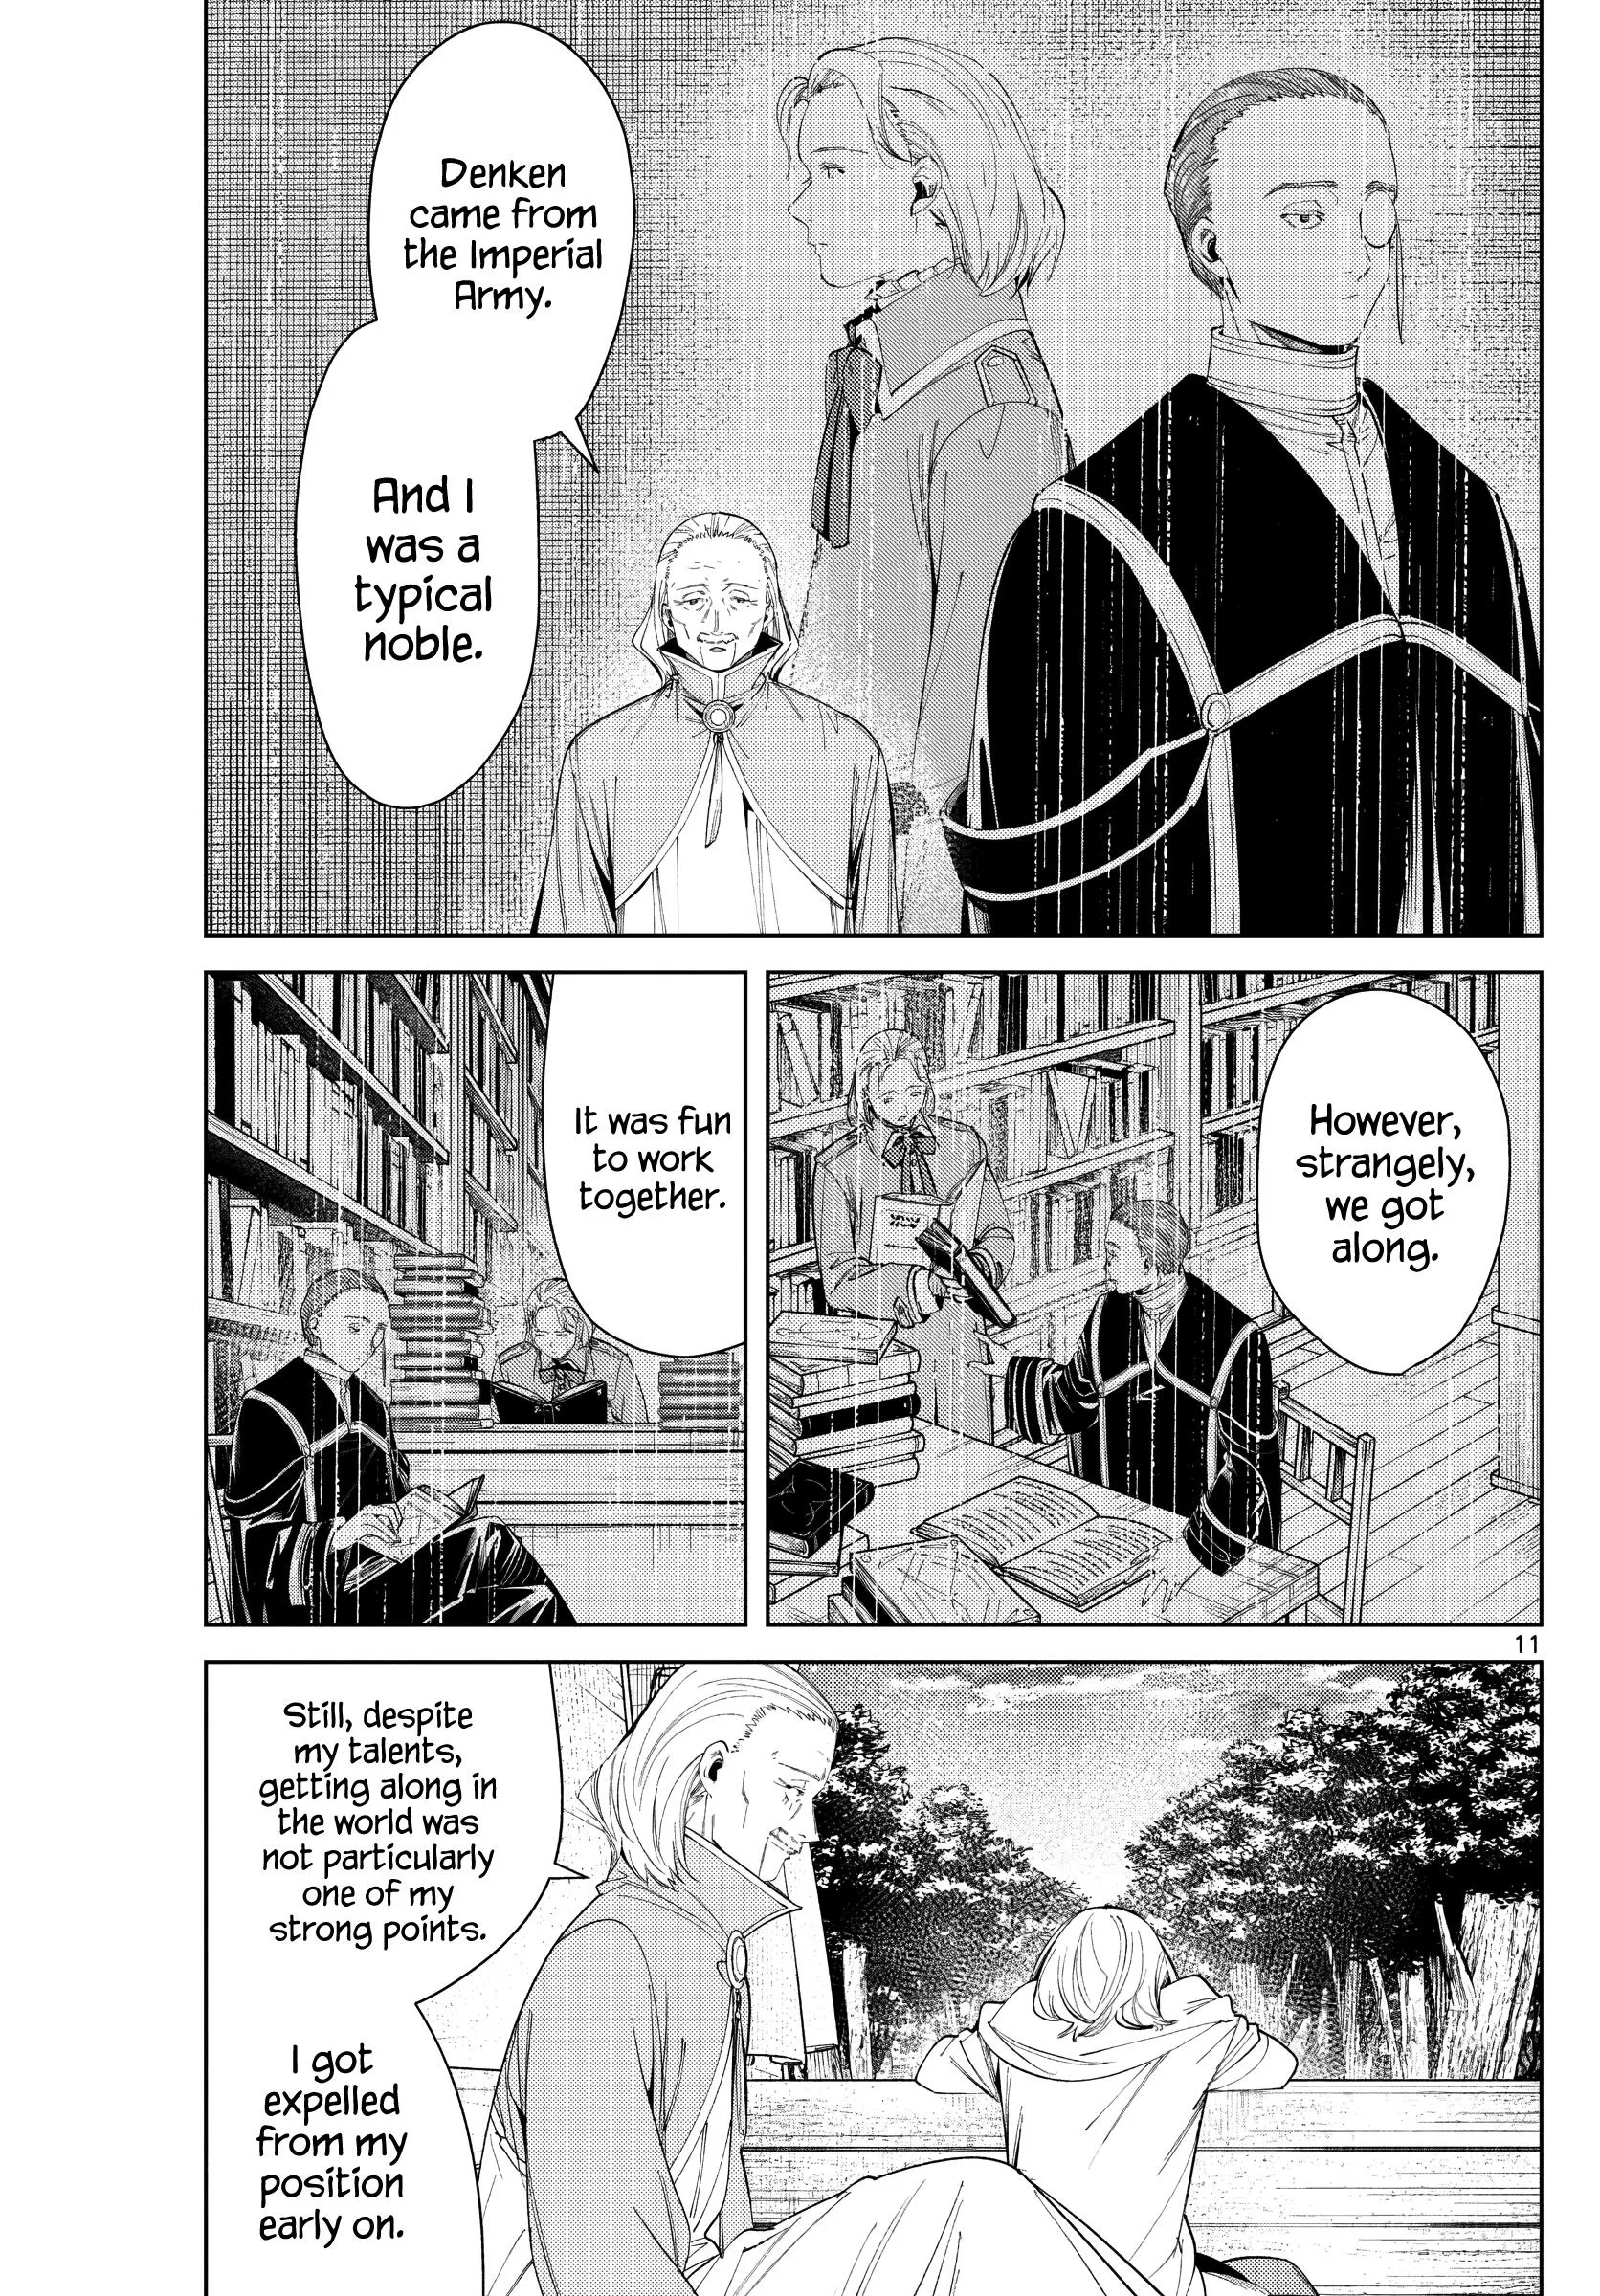 Denken
came from
the Imperial
Army.
And I
was a
typical
noble.
However,
strangely,
we got
along.
It was fun
to work
together.
11
Still, despite
my talents,
getting along in
the world was
not particularly
one of my
strong points.
I got
expelled
from my
position
early on.